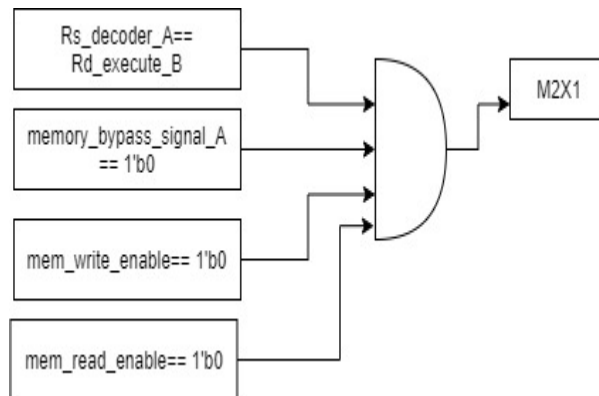 Rs_decoder_A==
Rd_execute_B
M2X1
memory_bypass_signal_A
== 1'b0
mem_write_enable== 1'b0
mem_read_enable== 1'b0